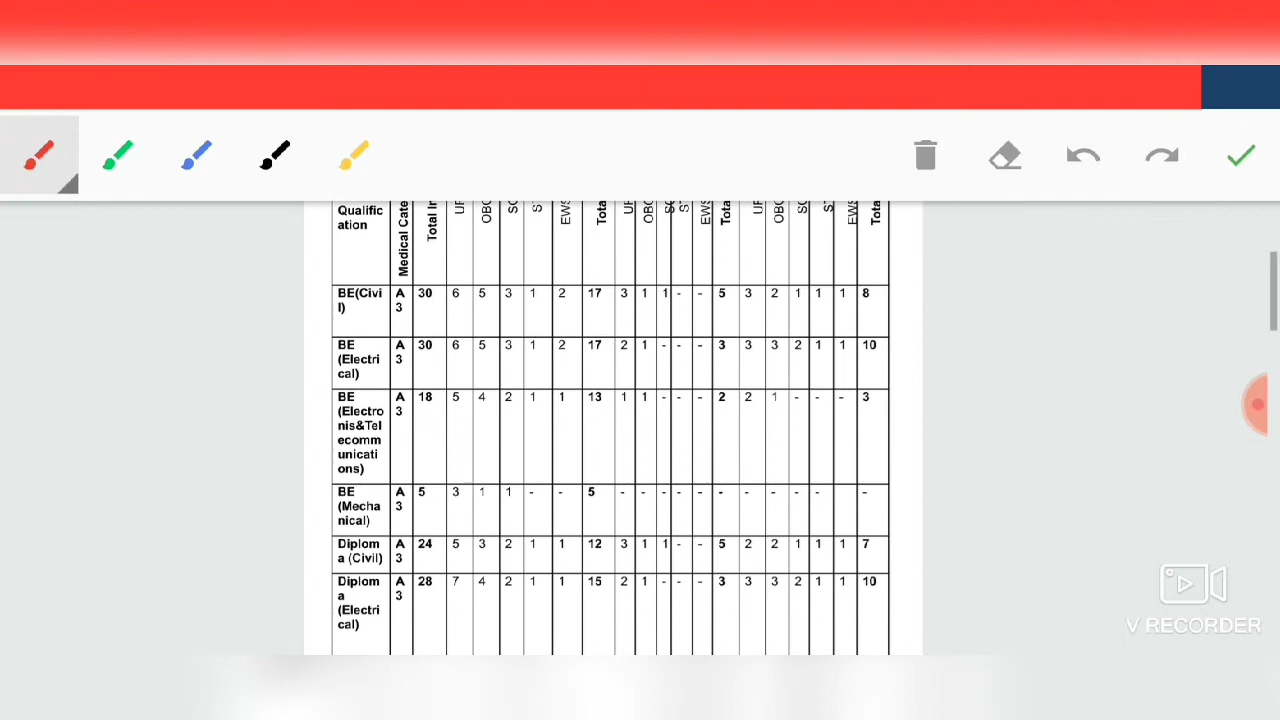 Qualific
ation
Medical Cate
Total In
UR
OBC
SC
ST
EWS
Tota
UR
OBC
SC
ST
EWS
Tota
UR
OBC
SC
ST
EWS
Tota
BE(Civi
l)
A
3
30 6 5 3 1 2 17 3 1 1 - - 5 3 2 1 1 1 8
BE
(Electri
cal)
A
3
30 6 5 3 1 2 17 2 1 - - - 3 3 3 2 1 1 10
BE
(Electro
nis&Tel
ecomm
unicati
ons)
A
3
18 5 4 2 1 1 13 1 1 - - - 2 2 1 - - - 3
BE
(Mecha
nical)
A
3
5 3 1 1 - - 5 - - - - - - - - - - -
Diplom
a (Civil)
A
3
24 5 3 2 1 1 12 3 1 1 - - 5 2 2 1 1 1 7
Diplom
a
(Electri
cal)
A
3
28 7 4 2 1 1 15 2 1 - - - 3 3 3 2 1 1 10
V RECORDER